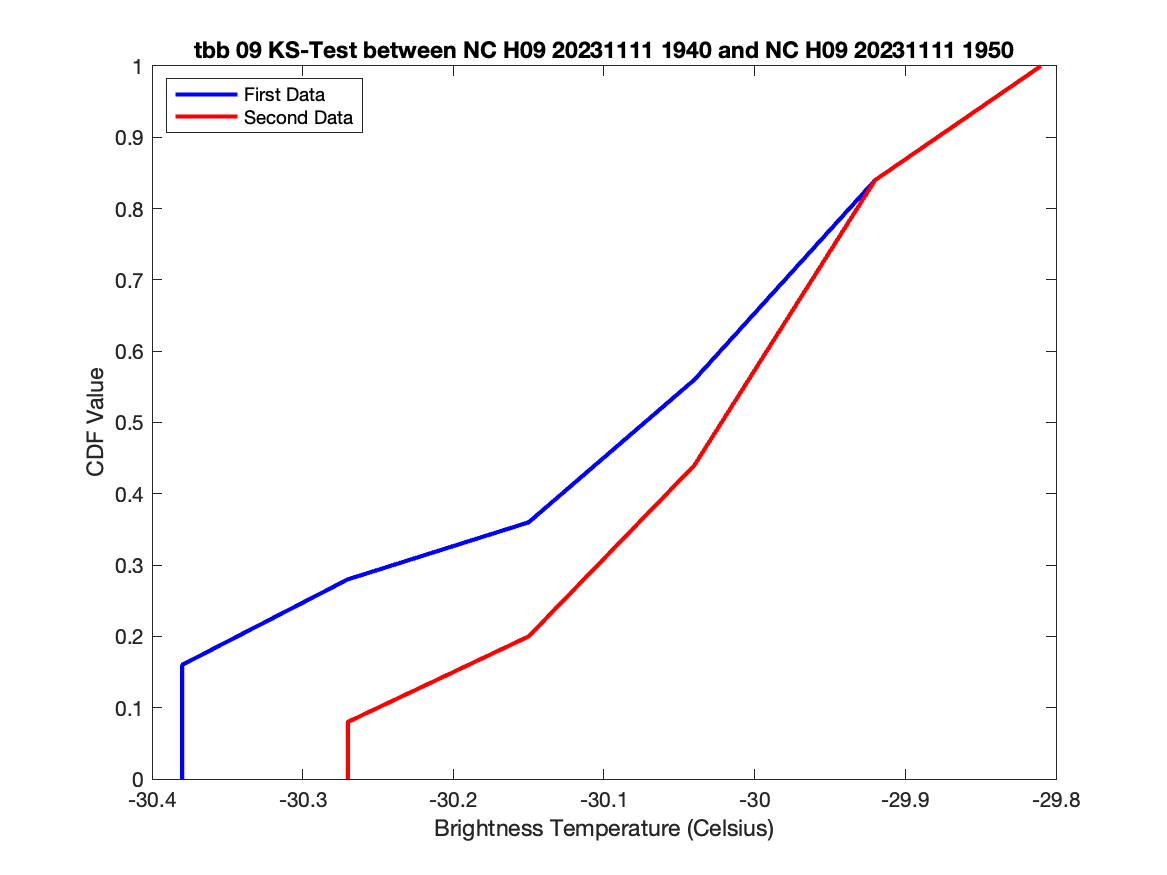 tbb 09 KS-Test between NC H09 20231111 1940 and NC H09 20231111 1950
First Data
Second Data
1
0.9
0.8
0.7
0.6
0.5
0.4
0.3
0.2
0.1
0
CDF Value
-30.4 -30.3 -30.2 -30.1 -30 -29.9 -29.8
Brightness Temperature (Celsius)